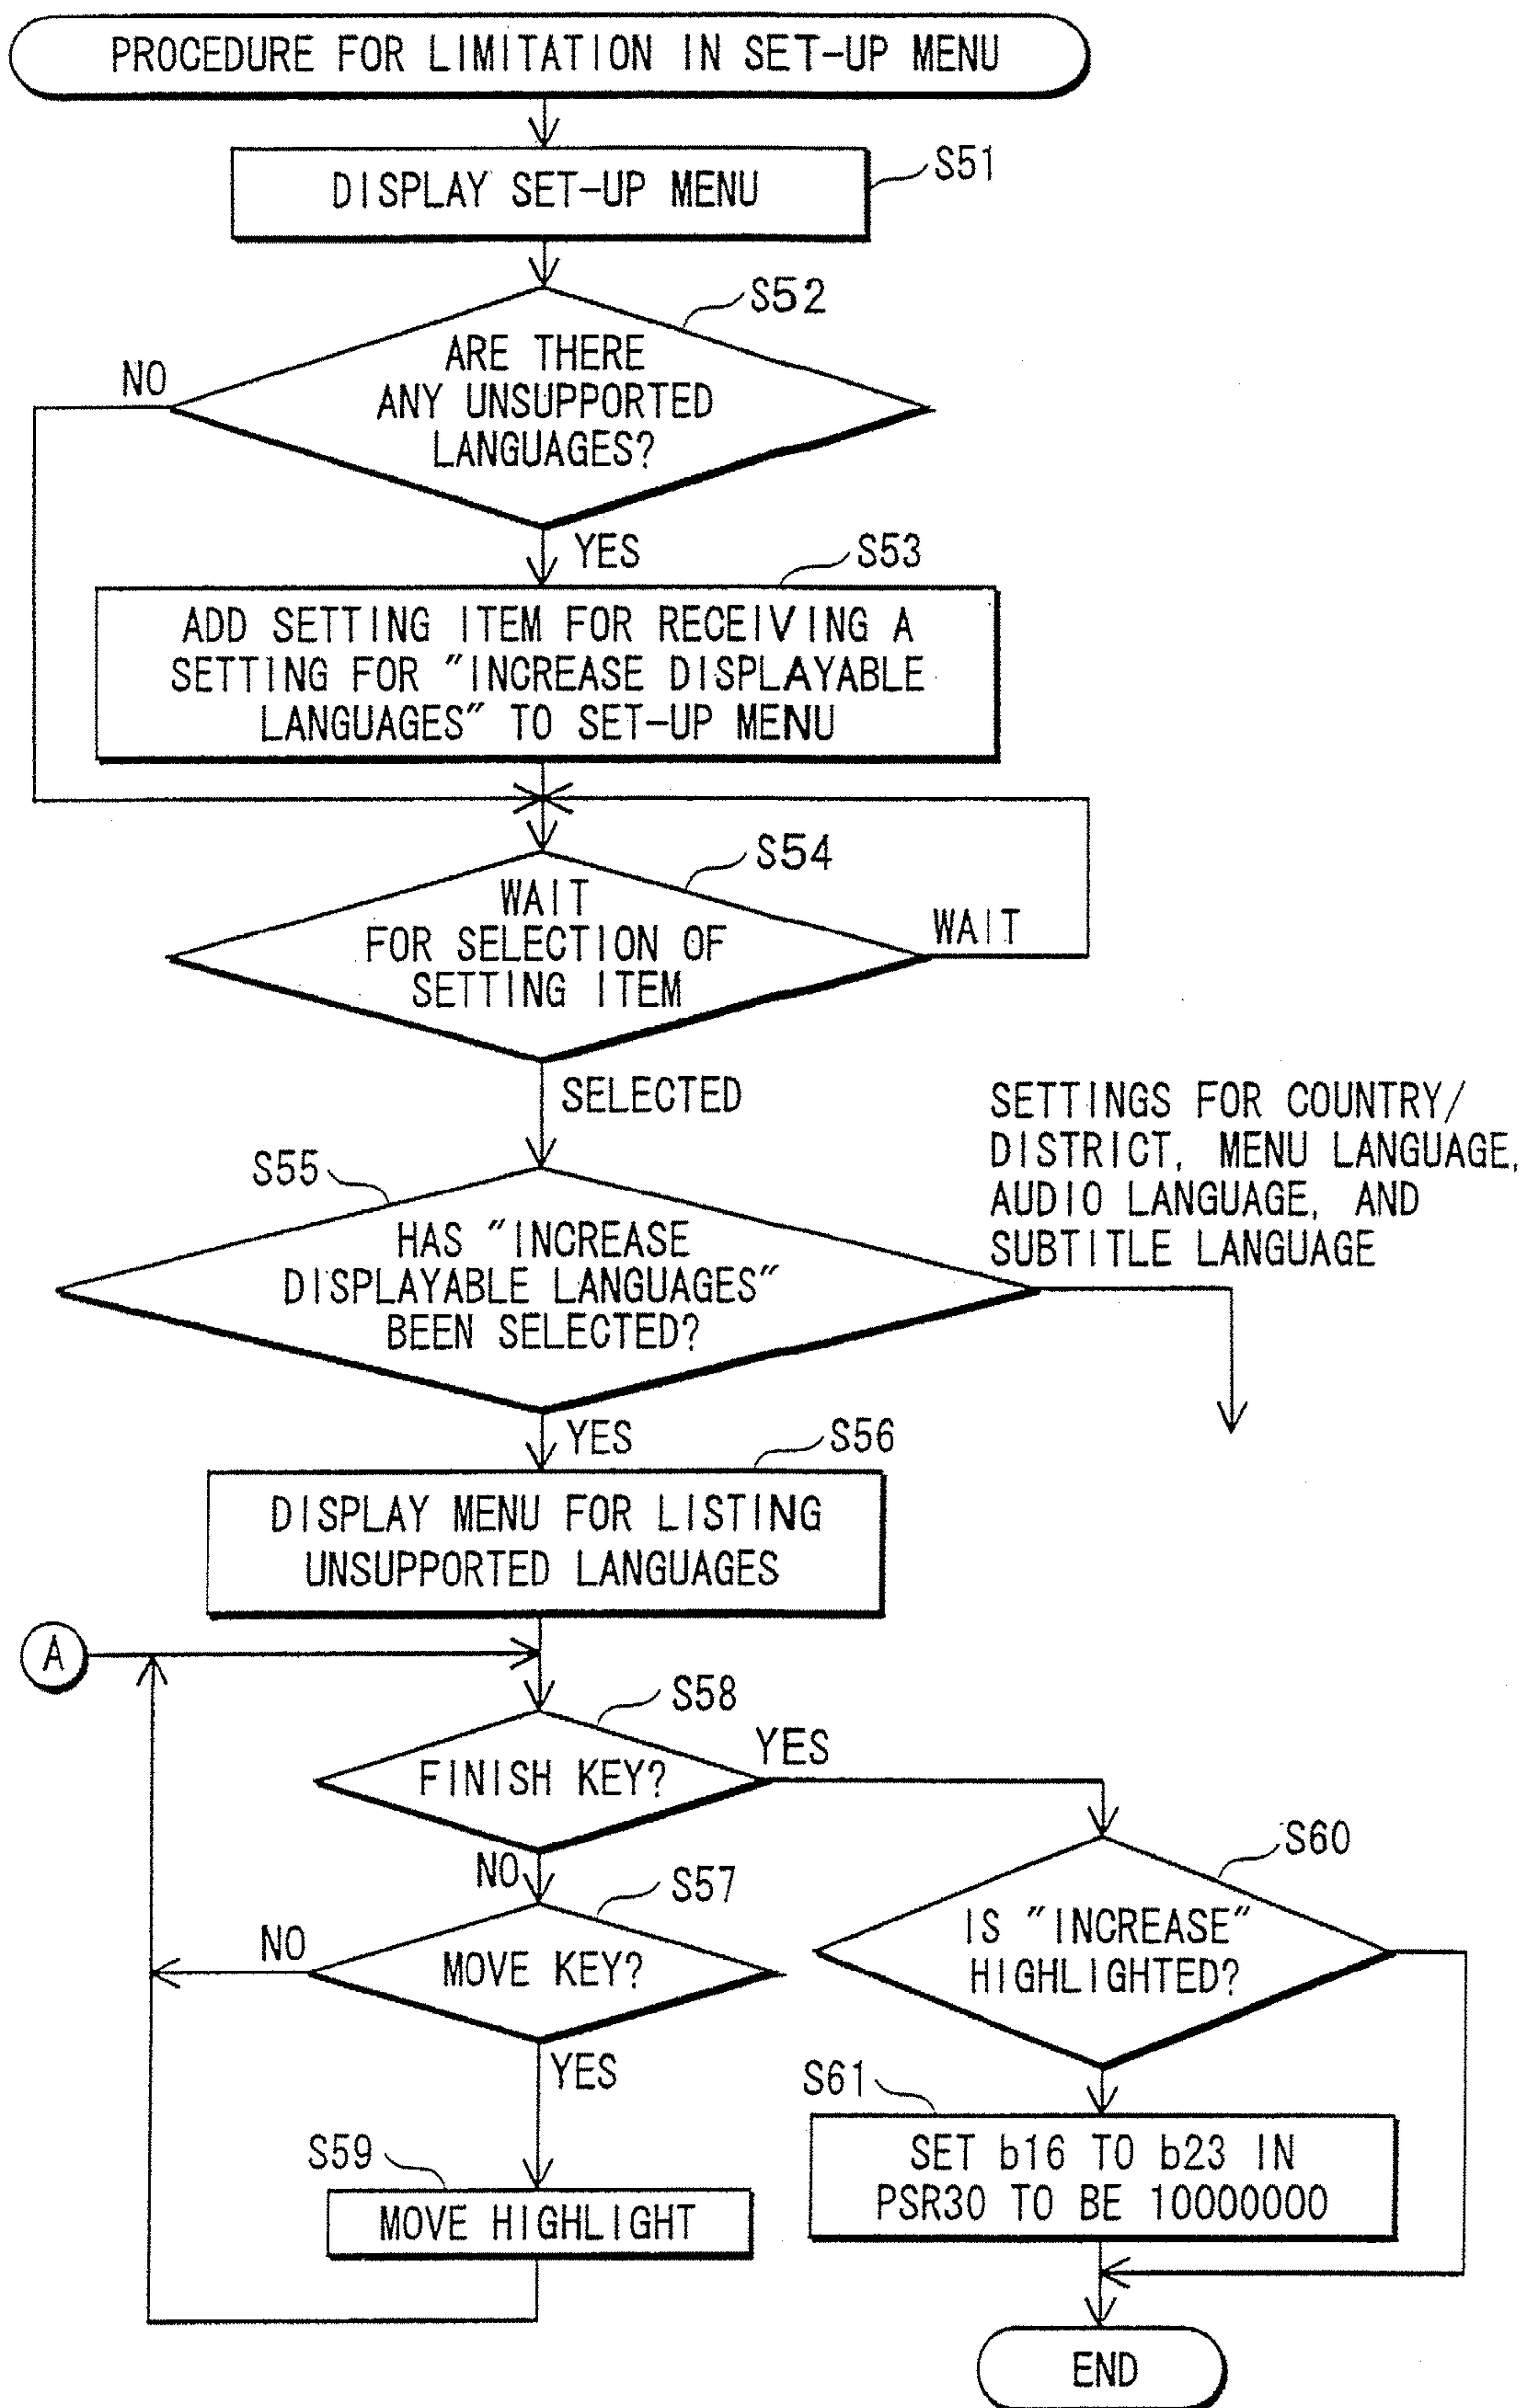 PROCEDURE FOR LIMITATION IN SET-UP MENU
DISPLAY SET-UP MENU
S51
S52
ARE THERE
ANY UNSUPPORTED
LANGUAGES?
NO
YES
S53
ADD SETTING ITEM FOR RECEIVING A
SETTING FOR "INCREASE DISPLAYABLE
LANGUAGES" TO SET-UP MENU
S54
WAIT
FOR SELECTION OF
SETTING ITEM
WAIT
SELECTED
SETTINGS FOR COUNTRY/
DISTRICT, MENU LANGUAGE,
AUDIO LANGUAGE, AND
SUBTITLE LANGUAGE
S55
HAS "INCREASE
DISPLAYABLE LANGUAGES"
BEEN SELECTED?
YES
S56
DISPLAY MENU FOR LISTING
UNSUPPORTED LANGUAGES
A
S58
FINISH KEY?
YES
NO
S57
MOVE KEY?
NO
YES
S59
MOVE HIGHLIGHT
S60
IS "INCREASE"
HIGHLIGHTED?
S61
SET b16 TO b23 IN
PSR30 TO BE 10000000
END